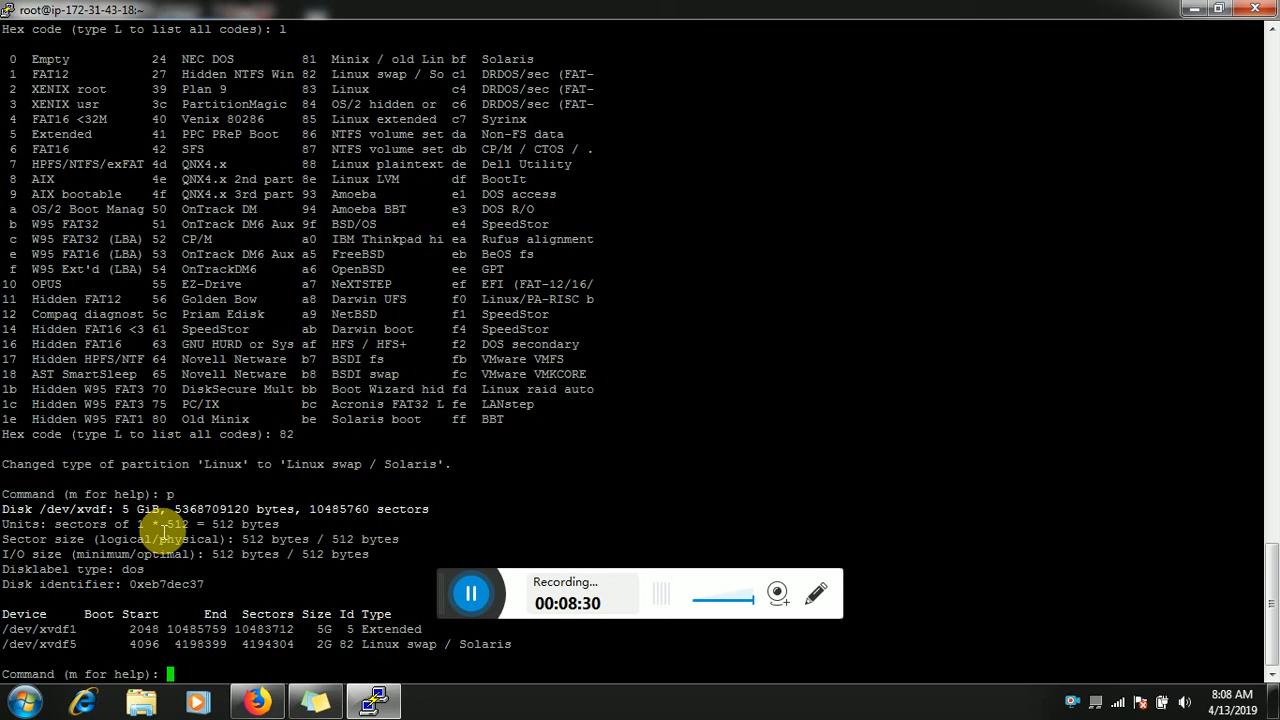 root@ip-172-31-43-18:~
Hex code (type L to list all codes): l
0 Empty 24 NEC DOS 81 Minix / old Lin bf Solaris
1 FAT12 27 Hidden NTFS Win 82 Linux swap / So c1 DRDOS/sec (FAT-
2 XENIX root 39 Plan 9 83 Linux c4 DRDOS/sec (FAT-
3 XENIX usr 3c PartitionMagic 84 OS/2 hidden or c6 DRDOS/sec (FAT-
4 FAT16 <32M 40 Venix 80286 85 Linux extended c7 Syrinx
5 Extended 41 PPC PReP Boot 86 NTFS volume set da Non-FS data
6 FAT16 42 SFS 87 NTFS volume set db CP/M / CTOS / .
7 HPFS/NTFS/exFAT 4d QNX4.x 88 Linux plaintext de Dell Utility
8 AIX 4e QNX4.x 2nd part 8e Linux LVM df BootIt
9 AIX bootable 4f QNX4.x 3rd part 93 Amoeba e1 DOS access
a OS/2 Boot Manag 50 OnTrack DM 94 Amoeba BBT e3 DOS R/O
b W95 FAT32 51 OnTrack DM6 Aux 9f BSD/OS e4 SpeedStor
c W95 FAT32 (LBA) 52 CP/M a0 IBM Thinkpad hi ea Rufus alignment
e W95 FAT16 (LBA) 53 OnTrack DM6 Aux a5 FreeBSD eb BeOS fs
f W95 Ext'd (LBA) 54 OnTrackDM6 a6 OpenBSD ee GPT
10 OPUS 55 EZ-Drive a7 NeXTSTEP ef EFI (FAT-12/16/
11 Hidden FAT12 56 Golden Bow a8 Darwin UFS f0 Linux/PA-RISC b
12 Compaq diagnost 5c Priam Edisk a9 NetBSD f1 SpeedStor
14 Hidden FAT16 <3 61 SpeedStor ab Darwin boot f4 SpeedStor
16 Hidden FAT16 63 GNU HURD or Sys af HFS / HFS+ f2 DOS secondary
17 Hidden HPFS/NTF 64 Novell Netware b7 BSDI fs fb VMware VMFS
18 AST SmartSleep 65 Novell Netware b8 BSDI swap fc VMware VMKCORE
1b Hidden W95 FAT3 70 DiskSecure Mult bb Boot Wizard hid fd Linux raid auto
1c Hidden W95 FAT3 75 PC/IX bc Acronis FAT32 L fe LANstep
1e Hidden W95 FAT1 80 Old Minix be Solaris boot ff BBT
Hex code (type L to list all codes): 82
Changed type of partition 'Linux' to 'Linux swap / Solaris'.
Command (m for help): p
Disk /dev/xvdf: 5 GiB, 5368709120 bytes, 10485760 sectors
Units: sectors of 1 * 512 = 512 bytes
Sector size (logical/physical): 512 bytes / 512 bytes
I/O size (minimum/optimal): 512 bytes / 512 bytes
Disklabel type: dos
Disk identifier: 0xeb7dec37
Recording...
00:08:30
Device Boot Start End Sectors Size Id Type
/dev/xvdf1 2048 10485759 10483712 5G 5 Extended
/dev/xvdf5 4096 4198399 4194304 2G 82 Linux swap / Solaris
Command (m for help):
8:08 AM
4/13/2019